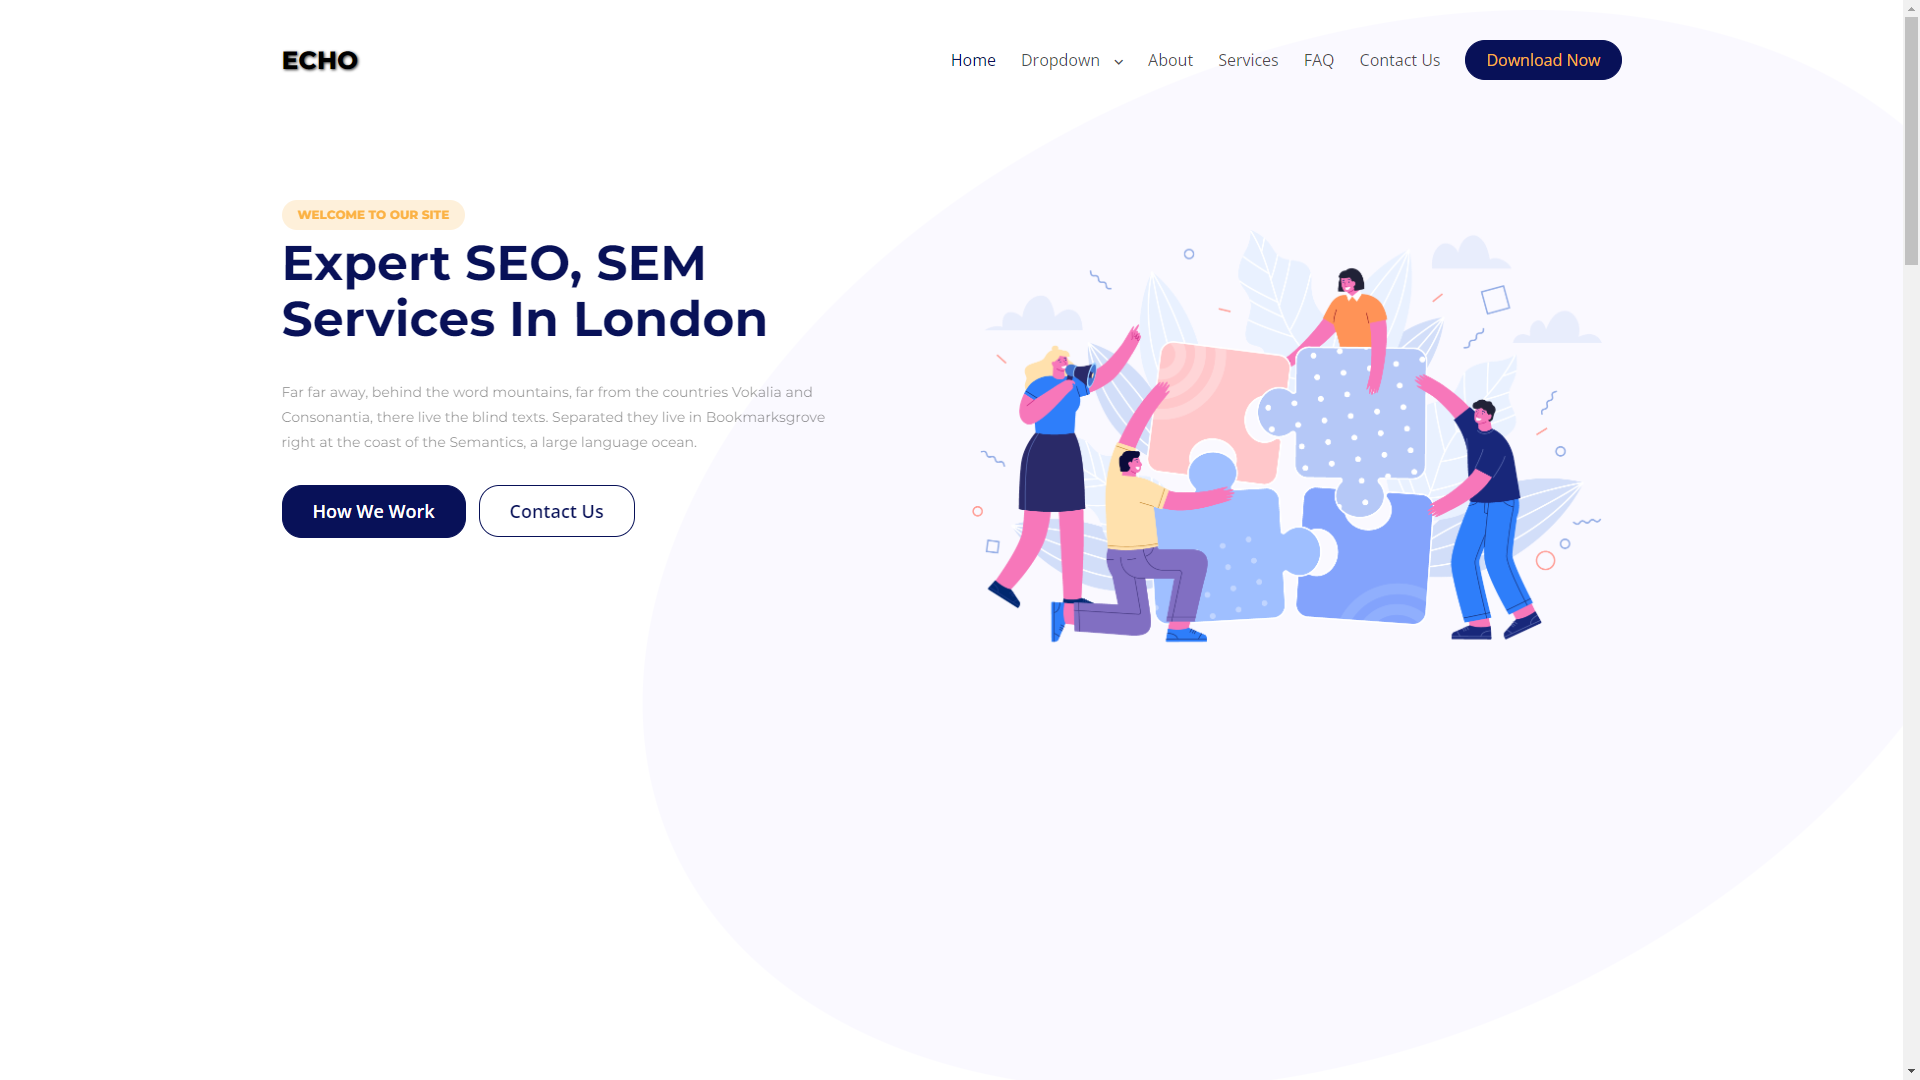 ECHO
Home
Dropdown
About
Services
FAQ
Contact Us
Download Now
WELCOME TO OUR SITE
Expert SEO, SEM
Services In London
Far far away, behind the word mountains, far from the countries Vokalia and
Consonantia, there live the blind texts. Separated they live in Bookmarksgrove
right at the coast of the Semantics, a large language ocean.
How We Work
Contact Us